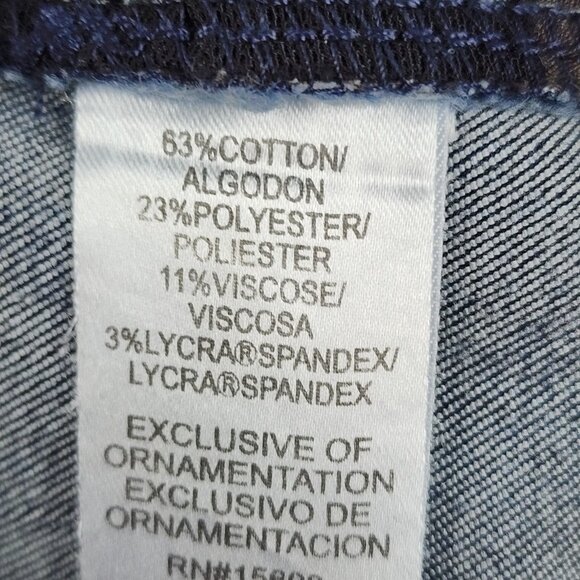 63%COTTON/
ALGODON
23%POLYESTER/
POLIESTER
11%VISCOSE/
VISCOSA
3%LYCRA®SPANDEX/
LYCRA®SPANDEX
EXCLUSIVE OF
ORNAMENTATION
EXCLUSIVO DE
ORNAMENTACION